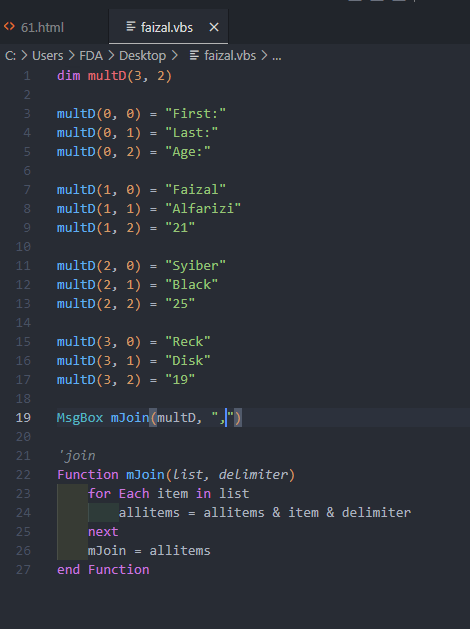 61.html faizal.vbs ×
C: > Users > FDA > Desktop > faizal.vbs > ...
1 dim multD(3, 2)
2
3 multD(0, 0) = "First:"
4 multD(0, 1) = "Last:"
5 multD(0, 2) = "Age:"
6
7 multD(1, 0) = "Faizal"
8 multD(1, 1) = "Alfarizi"
9 multD(1, 2) = "21"
10
11 multD(2, 0) = "Syiber"
12 multD(2, 1) = "Black"
13 multD(2, 2) = "25"
14
15 multD(3, 0) = "Reck"
16 multD(3, 1) = "Disk"
17 multD(3, 2) = "19"
18
19 MsgBox mJoin(multD, ",")
20
21 'join
22 Function mJoin(list, delimiter)
23 for Each item in list
24 allitems = allitems & item & delimiter
25 next
26 mJoin = allitems
27 end Function